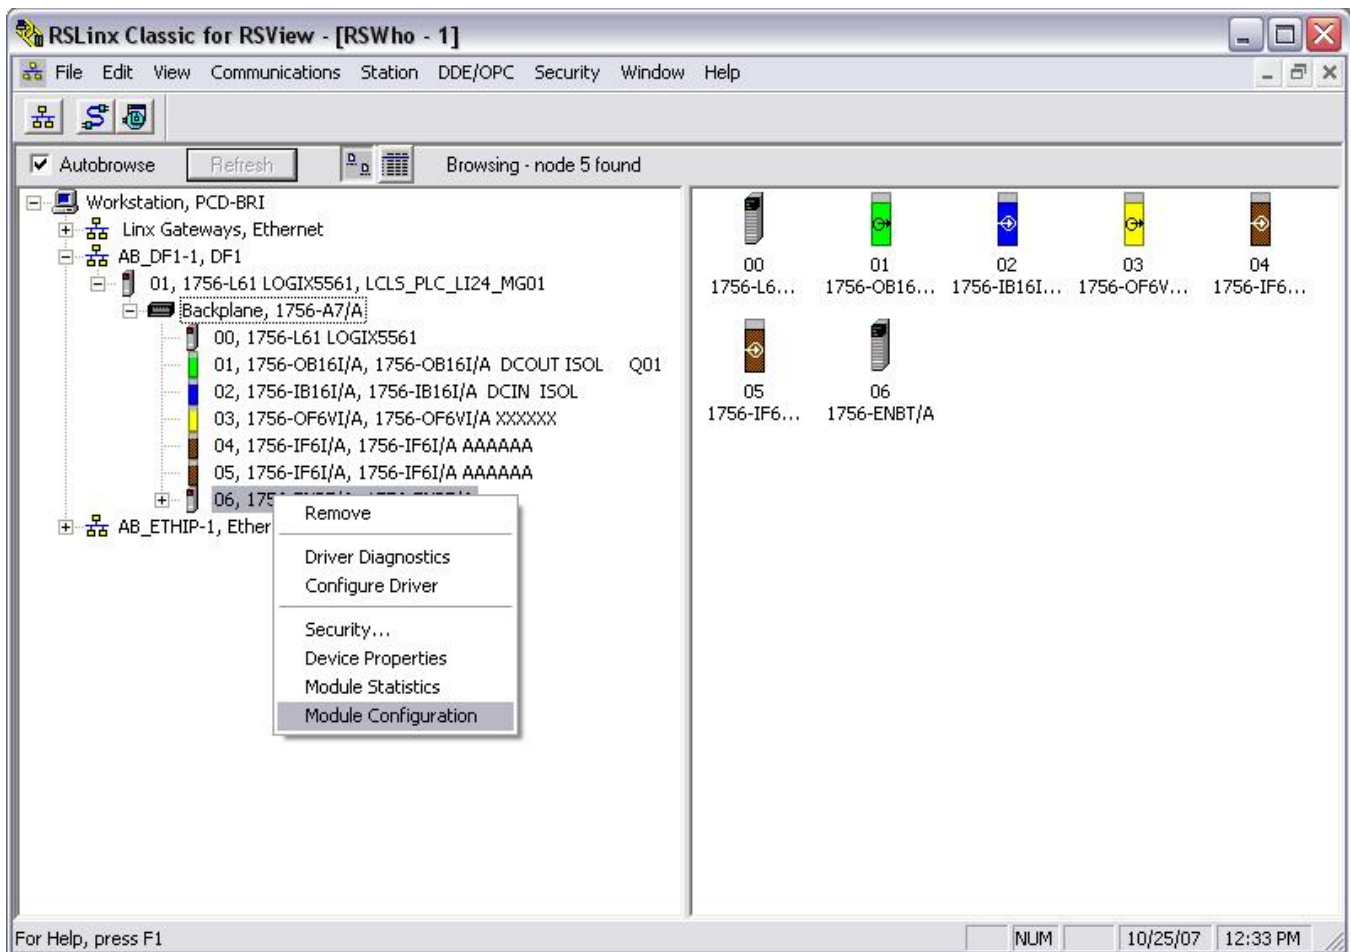 RSLinx Classic for RSView - [RSWho - 1]
File Edit View Communications Station DDE/OPC Security Window Help
Autobrowse Refresh Browsing - node 5 found
Workstation, PCD-BRI
Linx Gateways, Ethernet
AB_DF1-1, DF1
01, 1756-L61 LOGIX5561, LCLS_PLC_LI24_MG01
Backplane, 1756-A7/A
00, 1756-L61 LOGIX5561
01, 1756-OB16I/A, 1756-OB16I/A DCOUT ISOL Q01
02, 1756-IB16I/A, 1756-IB16I/A DCIN ISOL
03, 1756-OF6VI/A, 1756-OF6VI/A XXXXXX
04, 1756-IF6I/A, 1756-IF6I/A AAAAAA
05, 1756-IF6I/A, 1756-IF6I/A AAAAAA
06, 175
AB_ETHIP-1, Ether
Remove
Driver Diagnostics
Configure Driver
Security...
Device Properties
Module Statistics
Module Configuration
00 01 02 03 04
1756-L6... 1756-OB16... 1756-IB16I... 1756-OF6V... 1756-IF6...
05 06
1756-IF6... 1756-ENBT/A
For Help, press F1 NUM 10/25/07 12:33 PM